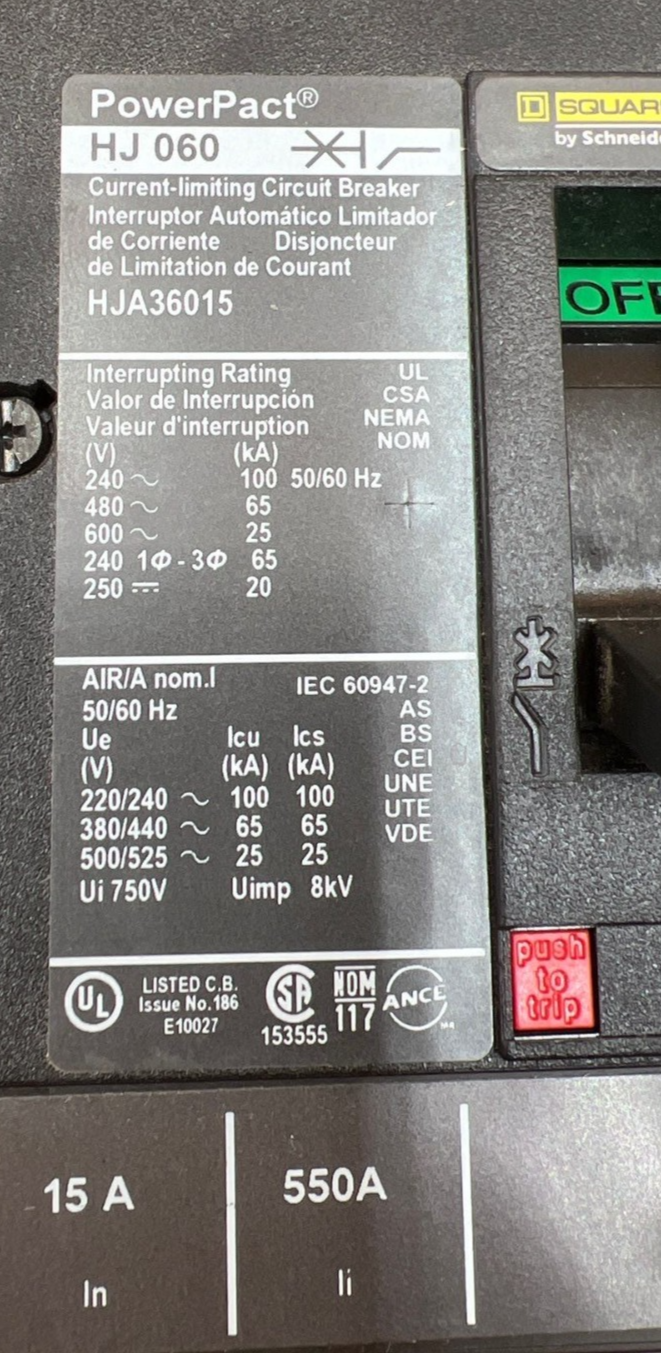 PowerPact®
HJ 060
Current-limiting Circuit Breaker
Interruptor Automático Limitador
de Corriente Disjoncteur
de Limitation de Courant
HJA36015
SQUAR
by Schneide
OFF
Interrupting Rating UL
Valor de Interrupción CSA
Valeur d'interruption NEMA
NOM
(V) (kA)
240 ~ 100 50/60 Hz
480 ~ 65
600 ~ 25
240 1Φ - 3Φ 65
250 ⎓ 20
AIR/A nom.I IEC 60947-2
50/60 Hz AS
Ue Icu Ics BS
(V) (kA) (kA) CEI
220/240 ~ 100 100 UNE
380/440 ~ 65 65 UTE
500/525 ~ 25 25 VDE
Ui 750V Uimp 8kV
push
to
trip
UL LISTED C.B.
Issue No.186
E10027
SA
153555
NOM
117
ANCE
15 A 550A
In Ii